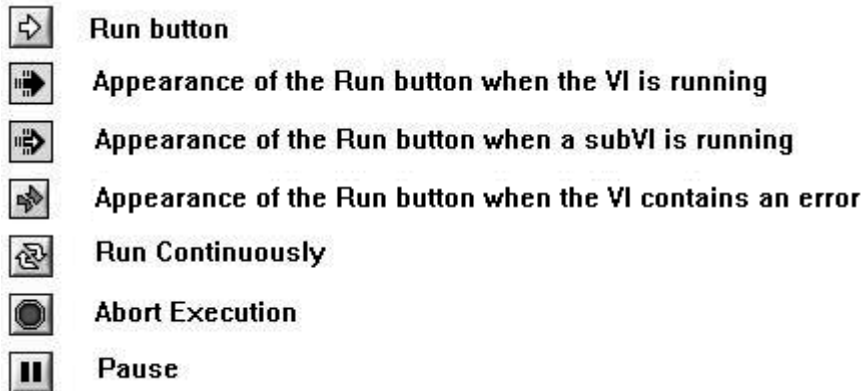 Run button
Appearance of the Run button when the VI is running
Appearance of the Run button when a subVI is running
Appearance of the Run button when the VI contains an error
Run Continuously
Abort Execution
Pause